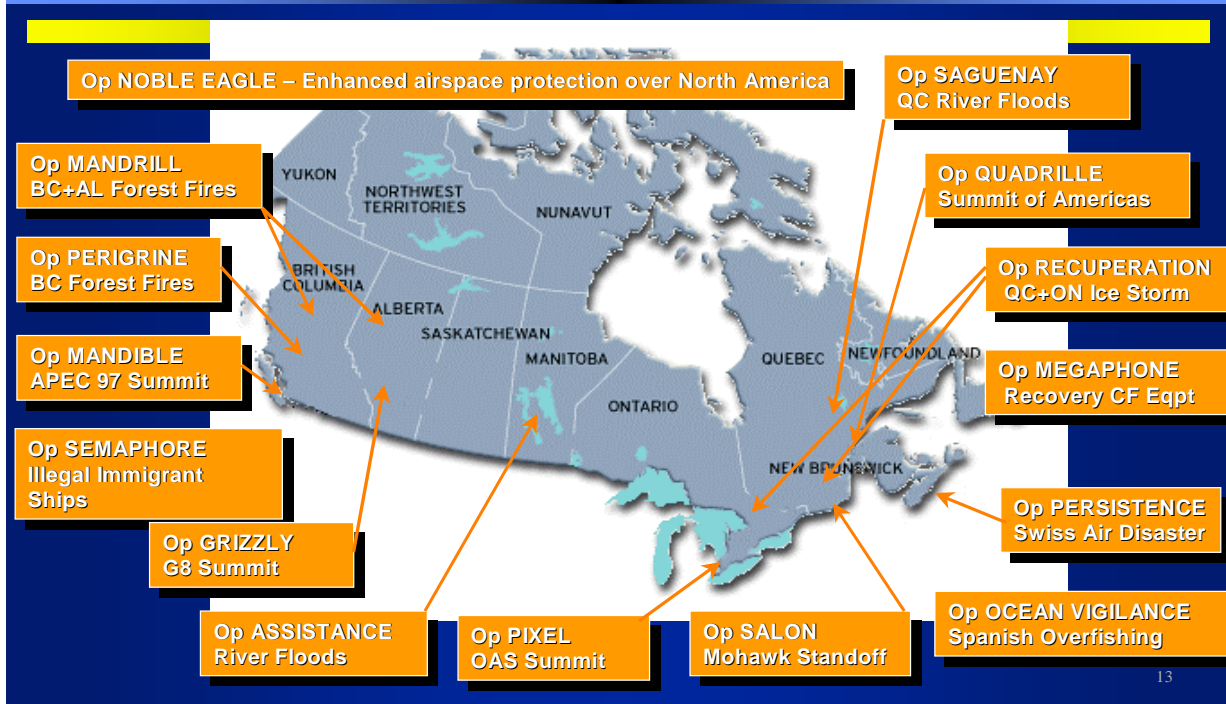 Op NOBLE EAGLE – Enhanced airspace protection over North America
Op SAGUENAY
QC River Floods
Op MANDRILL
BC+AL Forest Fires
Op QUADRILLE
Summit of Americas
Op PERIGRINE
BC Forest Fires
Op RECUPERATION
QC+ON Ice Storm
Op MANDIBLE
APEC 97 Summit
Op MEGAPHONE
Recovery CF Eqpt
Op SEMAPHORE
Illegal Immigrant
Ships
Op PERSISTENCE
Swiss Air Disaster
Op GRIZZLY
G8 Summit
Op ASSISTANCE
River Floods
Op PIXEL
OAS Summit
Op SALON
Mohawk Standoff
Op OCEAN VIGILANCE
Spanish Overfishing
YUKON
NORTHWEST
TERRITORIES
NUNAVUT
BRITISH
COLUMBIA
ALBERTA
SASKATCHEWAN
MANITOBA
ONTARIO
QUEBEC
NEWFOUNDLAND
NEW BRUNSWICK
13